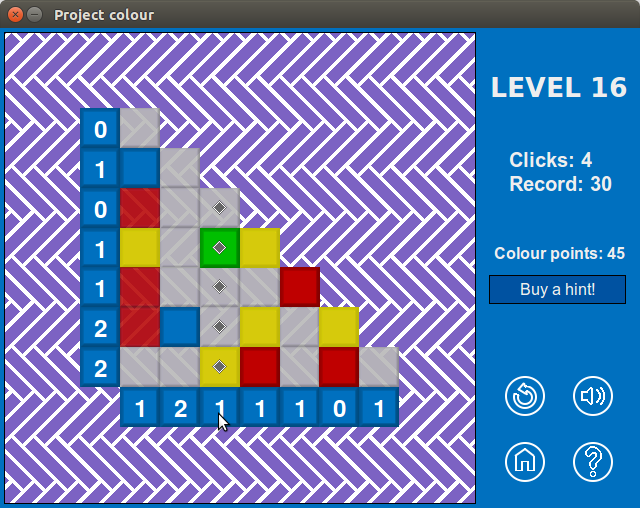 Project colour
LEVEL 16
Clicks: 4
Record: 30
Colour points: 45
Buy a hint!
0
1
0
1
1
2
2
1 2 1 1 1 0 1
?